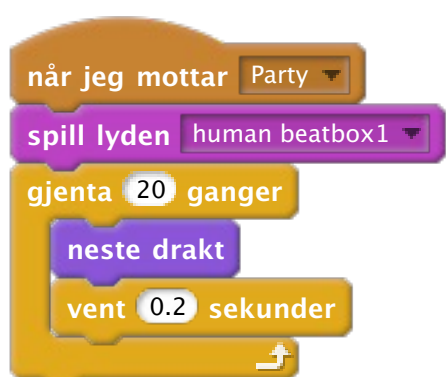 når jeg mottar Party
spill lyden human beatbox1
gjenta 20 ganger
neste drakt
vent 0.2 sekunder